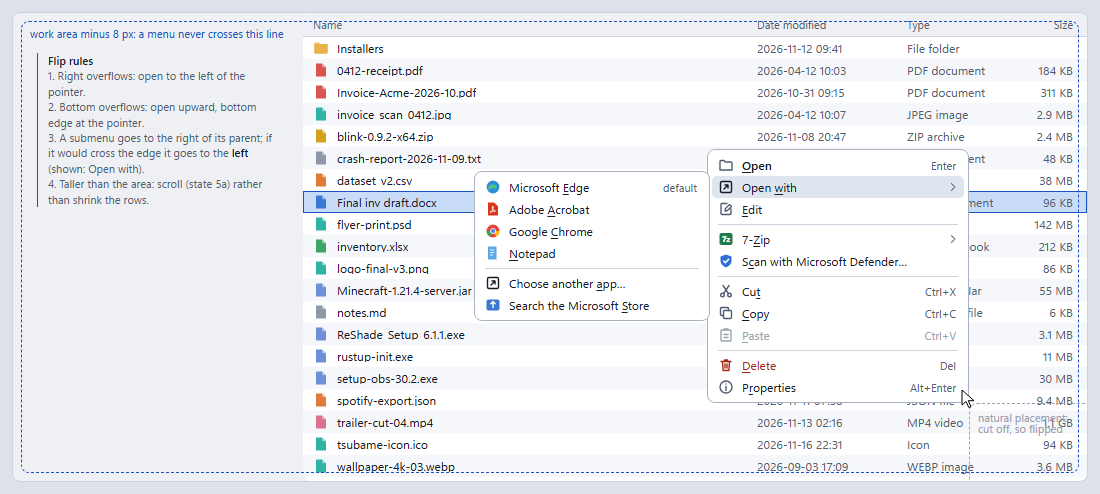 work area minus 8 px: a menu never crosses this line
Flip rules
1. Right overflows: open to the left of the
pointer.
2. Bottom overflows: open upward, bottom
edge at the pointer.
3. A submenu goes to the right of its parent; if
it would cross the edge it goes to the left
(shown: Open with).
4. Taller than the area: scroll (state 5a) rather
than shrink the rows.
Name Date modified Type Size
Installers 2026-11-12 09:41 File folder
0412-receipt.pdf 2026-04-12 10:03 PDF document 184 KB
Invoice-Acme-2026-10.pdf 2026-10-31 09:15 PDF document 311 KB
invoice_scan_0412.jpg 2026-04-12 10:07 JPEG image 2.9 MB
blink-0.9.2-x64.zip 2026-11-08 20:47 ZIP archive 2.4 MB
crash-report-2026-11-09.txt 48 KB
dataset_v2.csv 38 MB
Final inv draft.docx 96 KB
flyer-print.psd 142 MB
inventory.xlsx 212 KB
logo-final-v3.png 86 KB
Minecraft-1.21.4-server.jar 55 MB
notes.md 6 KB
ReShade_Setup_6.1.1.exe 3.1 MB
rustup-init.exe 11 MB
setup-obs-30.2.exe 30 MB
spotify-export.json 9.4 MB
trailer-cut-04.mp4 2026-11-13 02:16 MP4 video 1.1 GB
tsubame-icon.ico 2026-11-16 22:31 Icon 94 KB
wallpaper-4k-03.webp 2026-09-03 17:09 WEBP image 3.6 MB
Microsoft Edge default
Adobe Acrobat
Google Chrome
Notepad
Choose another app...
Search the Microsoft Store
Open Enter
Open with
Edit
7z 7-Zip
Scan with Microsoft Defender...
Cut Ctrl+X
Copy Ctrl+C
Paste Ctrl+V
Delete Del
Properties Alt+Enter
natural placement:
cut off, so flipped